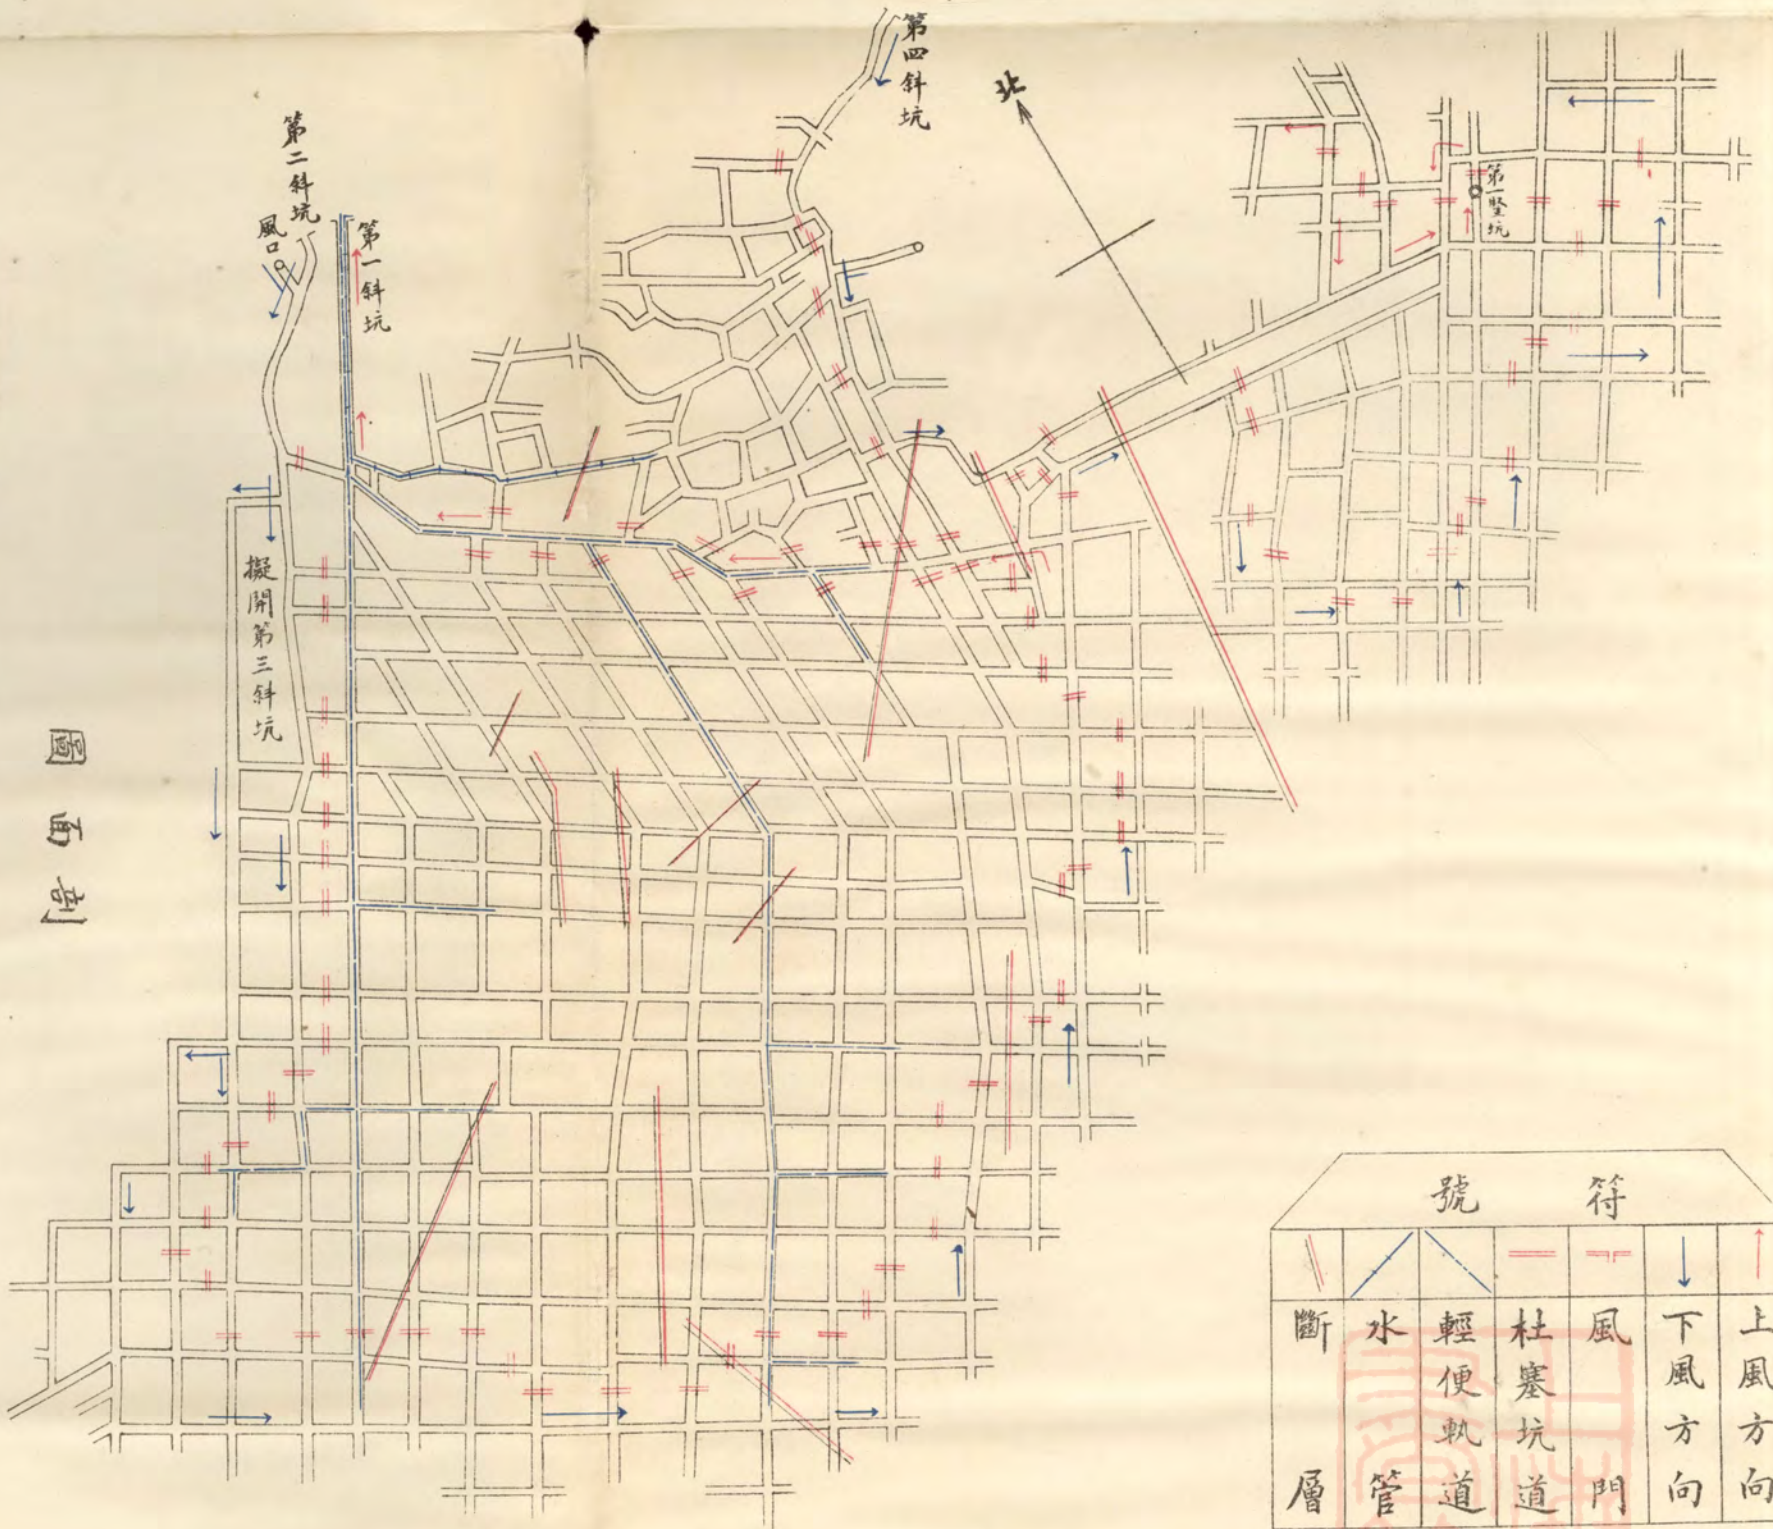 第四斜坑
北
第二斜坑
風口
第一斜坑
第一竪坑
擬開第三斜坑
剖面圖
符號
上風方向
下風方向
風門
杜塞坑道
輕便軌道
水管
斷層